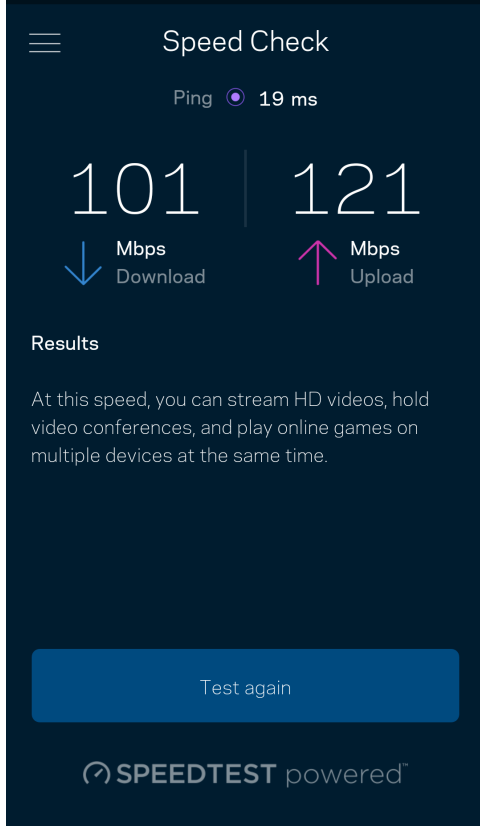 Speed Check
Ping 19 ms
101 121
Mbps Mbps
Download Upload
Results
At this speed, you can stream HD videos, hold
video conferences, and play online games on
multiple devices at the same time.
Test again
SPEEDTEST powered™